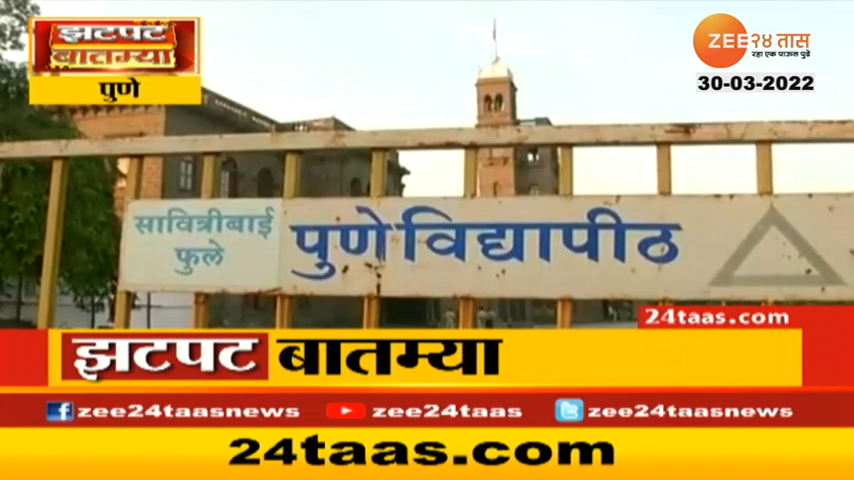 झटपट
बातम्या
पुणे
ZEE २४ तास
रहा एक पाऊल पुढे
30-03-2022
सावित्रीबाई
फुले
पुणे विद्यापीठ
24taas.com
झटपट बातम्या
zee24taasnews zee24taas zee24taasnews
24taas.com